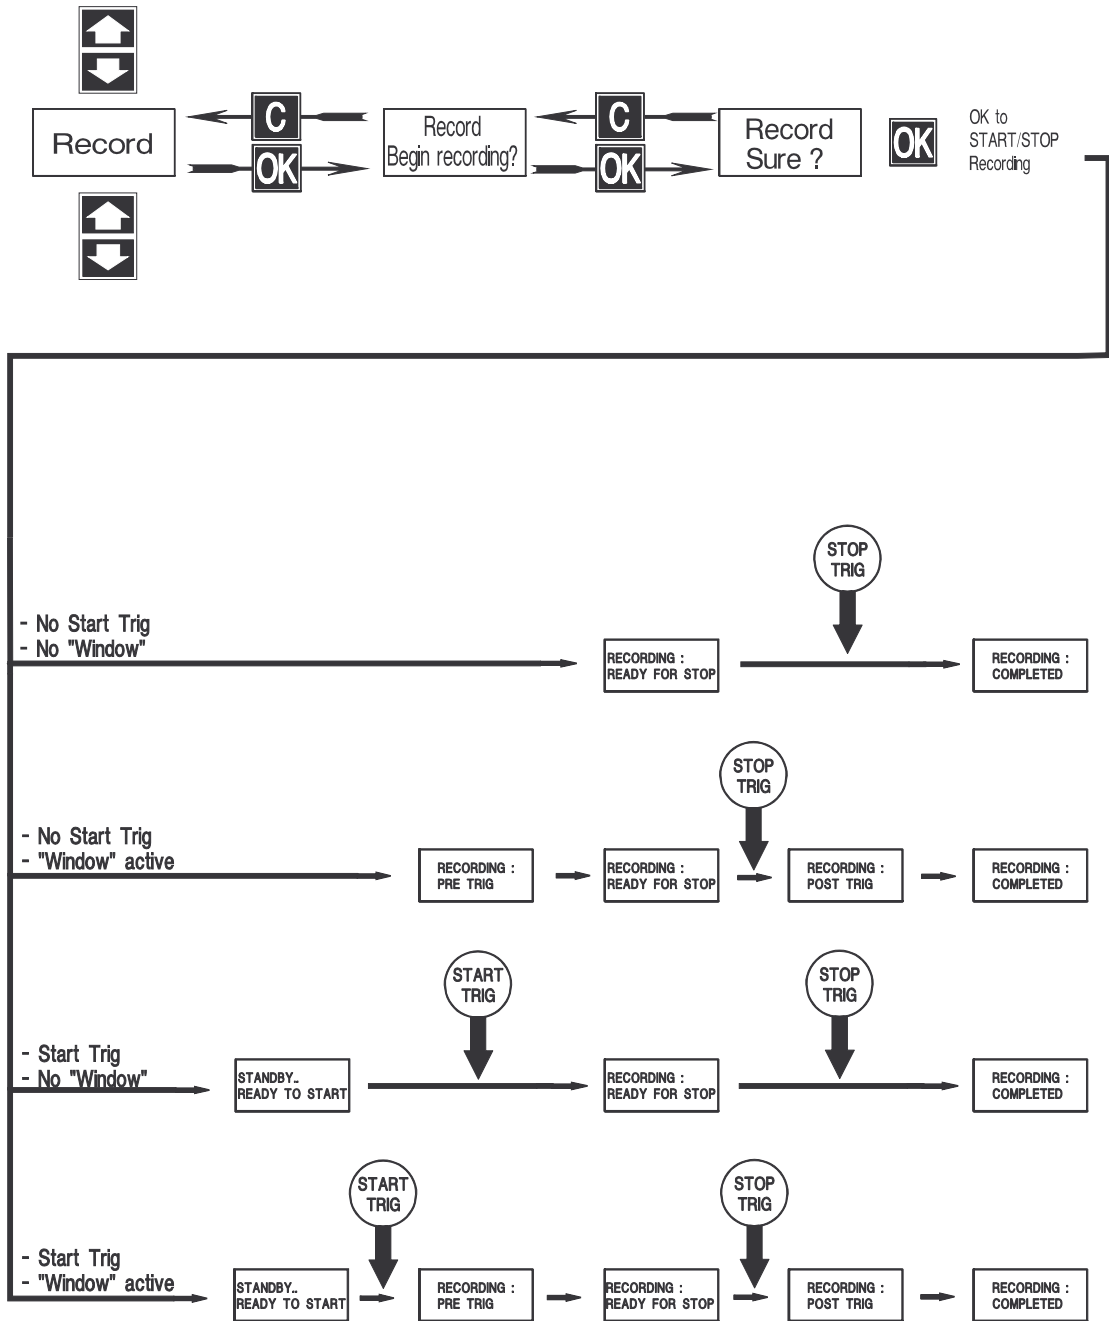 C
C
Record
Record
Begin recording?
Record
Sure ?
OK
OK
OK
OK to
START/STOP
Recording
STOP
TRIG
- No Start Trig
- No "Window"
RECORDING :
READY FOR STOP
RECORDING :
COMPLETED
STOP
TRIG
- No Start Trig
- "Window" active
RECORDING :
PRE TRIG
RECORDING :
READY FOR STOP
RECORDING :
POST TRIG
RECORDING :
COMPLETED
START
TRIG
STOP
TRIG
- Start Trig
- No "Window"
STANDBY..
READY TO START
RECORDING :
READY FOR STOP
RECORDING :
COMPLETED
START
TRIG
STOP
TRIG
- Start Trig
- "Window" active
STANDBY..
READY TO START
RECORDING :
PRE TRIG
RECORDING :
READY FOR STOP
RECORDING :
POST TRIG
RECORDING :
COMPLETED